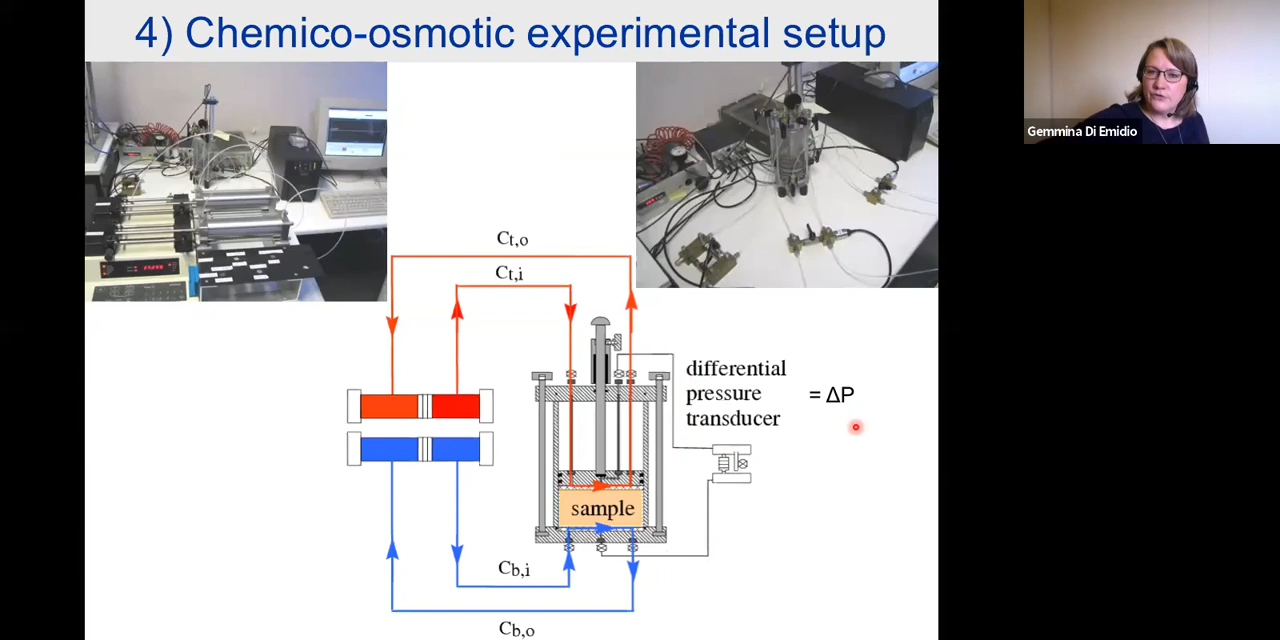 4) Chemico-osmotic experimental setup
Gemmina Di Emidio
Ct,o
Ct,i
differential
pressure
transducer
= ΔP
sample
Cb,i
Cb,o